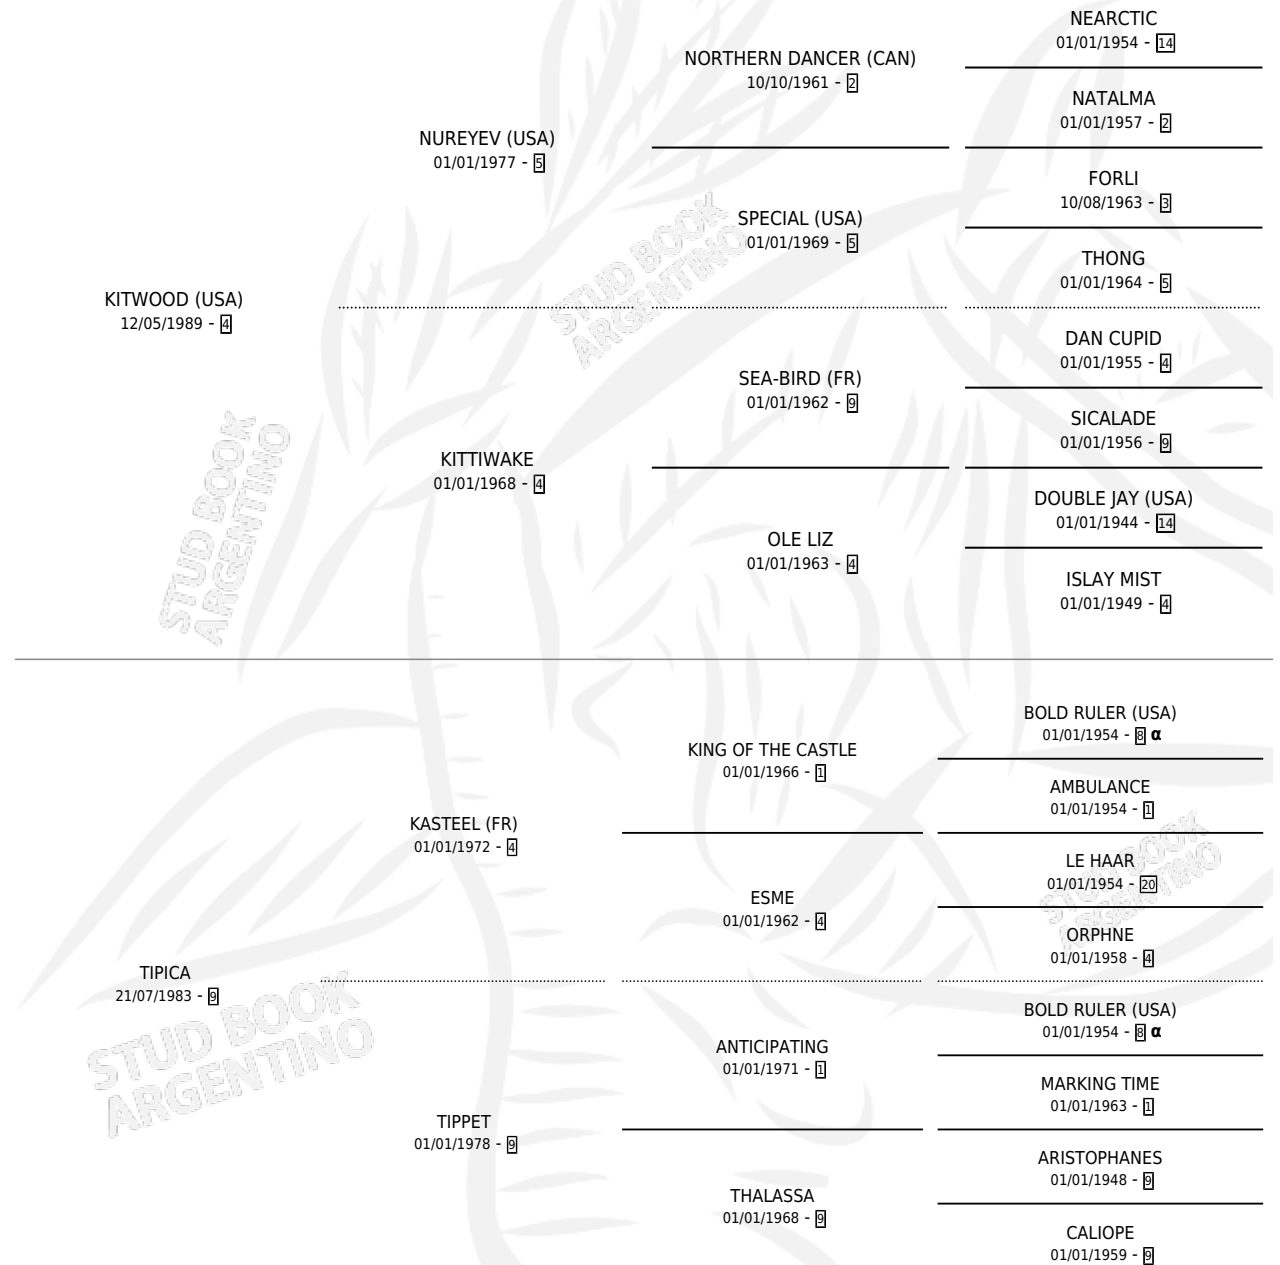 NEARCTIC
01/01/1954 - 14
NORTHERN DANCER (CAN)
10/10/1961 - 2
NATALMA
01/01/1957 - 2
NUREYEV (USA)
01/01/1977 - 5
FORLI
10/08/1963 - 3
SPECIAL (USA)
01/01/1969 - 5
THONG
01/01/1964 - 5
KITWOOD (USA)
12/05/1989 - 4
DAN CUPID
01/01/1955 - 4
SEA-BIRD (FR)
01/01/1962 - 9
SICALADE
01/01/1956 - 9
KITTIWAKE
01/01/1968 - 4
DOUBLE JAY (USA)
01/01/1944 - 14
OLE LIZ
01/01/1963 - 4
ISLAY MIST
01/01/1949 - 4
BOLD RULER (USA)
01/01/1954 - 8 α
KING OF THE CASTLE
01/01/1966 - 1
AMBULANCE
01/01/1954 - 1
KASTEEL (FR)
01/01/1972 - 4
LE HAAR
01/01/1954 - 20
ESME
01/01/1962 - 4
ORPHNE
01/01/1958 - 4
TIPICA
21/07/1983 - 9
BOLD RULER (USA)
01/01/1954 - 8 α
ANTICIPATING
01/01/1971 - 1
MARKING TIME
01/01/1963 - 1
TIPPET
01/01/1978 - 9
ARISTOPHANES
01/01/1948 - 9
THALASSA
01/01/1968 - 9
CALIOPE
01/01/1959 - 9
STUD BOOK
ARGENTINO
STUD BOOK
ARGENTINO
STUD BOOK
ARGENTINO
STUD BOOK
ARGENTINO